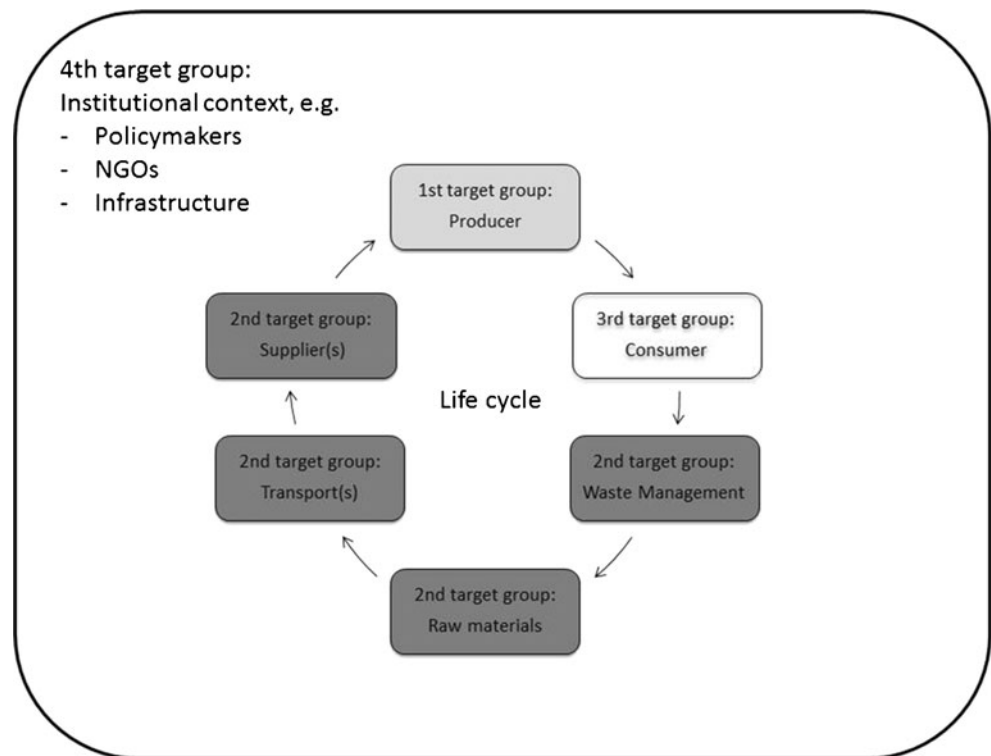 4th target group:
Institutional context, e.g.
- Policymakers
- NGOs
- Infrastructure
1st target group:
Producer
2nd target group:
Supplier(s)
3rd target group:
Consumer
Life cycle
2nd target group:
Transport(s)
2nd target group:
Waste Management
2nd target group:
Raw materials